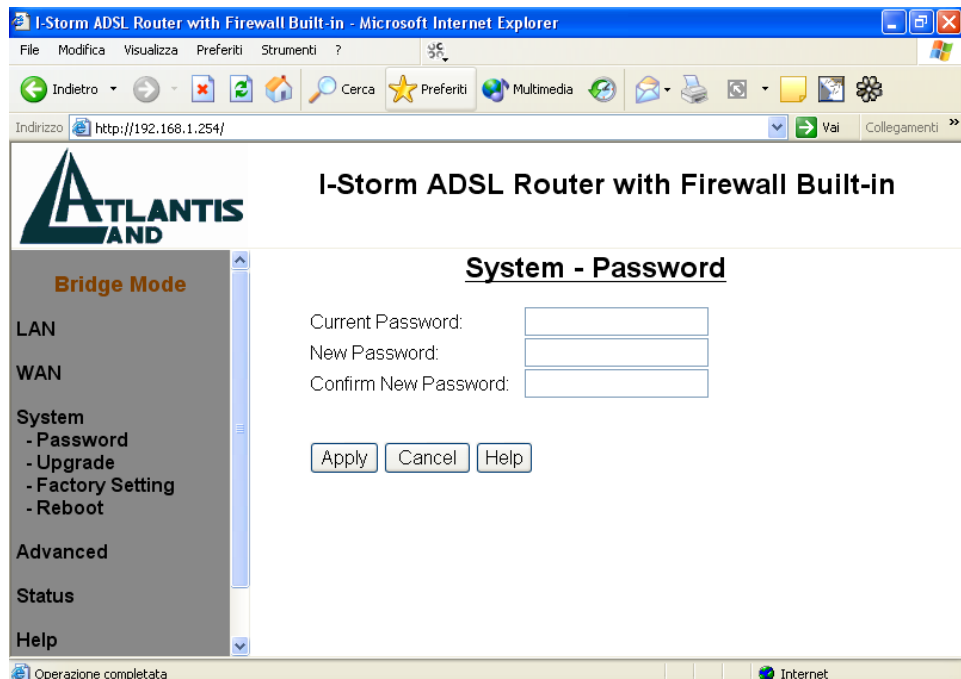 I-Storm ADSL Router with Firewall Built-in - Microsoft Internet Explorer
File Modifica Visualizza Preferiti Strumenti ?
Indietro Cerca Preferiti Multimedia
Indirizzo http://192.168.1.254/ Vai Collegamenti »
ATLANTIS
LAND
I-Storm ADSL Router with Firewall Built-in
Bridge Mode
LAN
WAN
System
- Password
- Upgrade
- Factory Setting
- Reboot
Advanced
Status
Help
System - Password
Current Password:
New Password:
Confirm New Password:
Apply Cancel Help
Operazione completata Internet